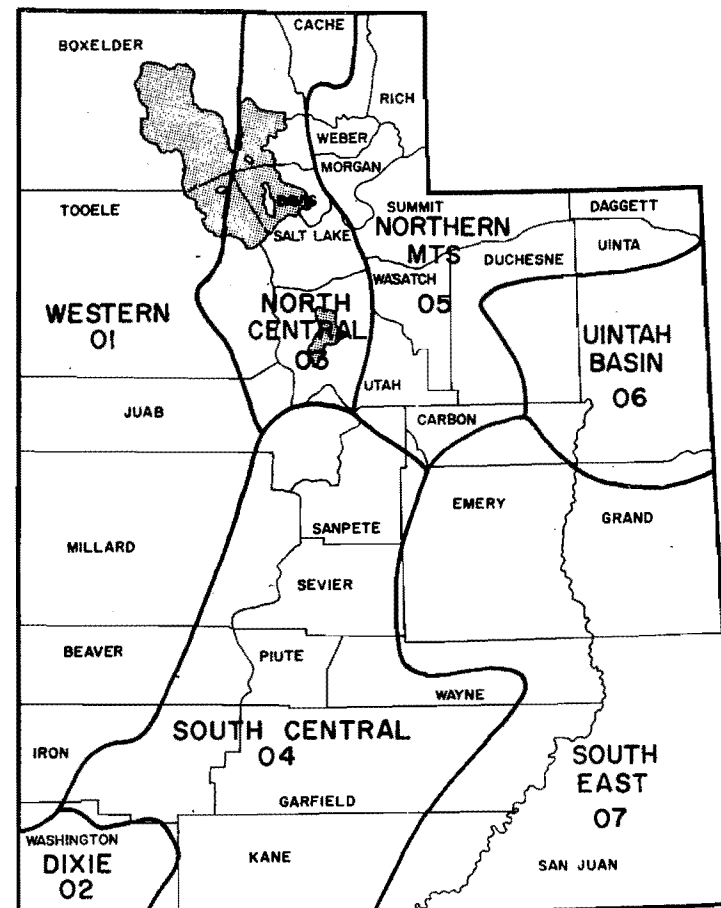 CACHE
BOXELDER
RICH
WEBER
MORGAN
DAVIS
TOOELE
SUMMIT
DAGGETT
SALT LAKE
NORTHERN
MTS
05
UINTA
DUCHESNE
WASATCH
WESTERN
01
NORTH
CENTRAL
03
UINTAH
BASIN
06
UTAH
JUAB
CARBON
EMERY
GRAND
SANPETE
MILLARD
SEVIER
BEAVER
PIUTE
WAYNE
SOUTH CENTRAL
04
IRON
SOUTH
EAST
07
GARFIELD
WASHINGTON
DIXIE
02
KANE
SAN JUAN